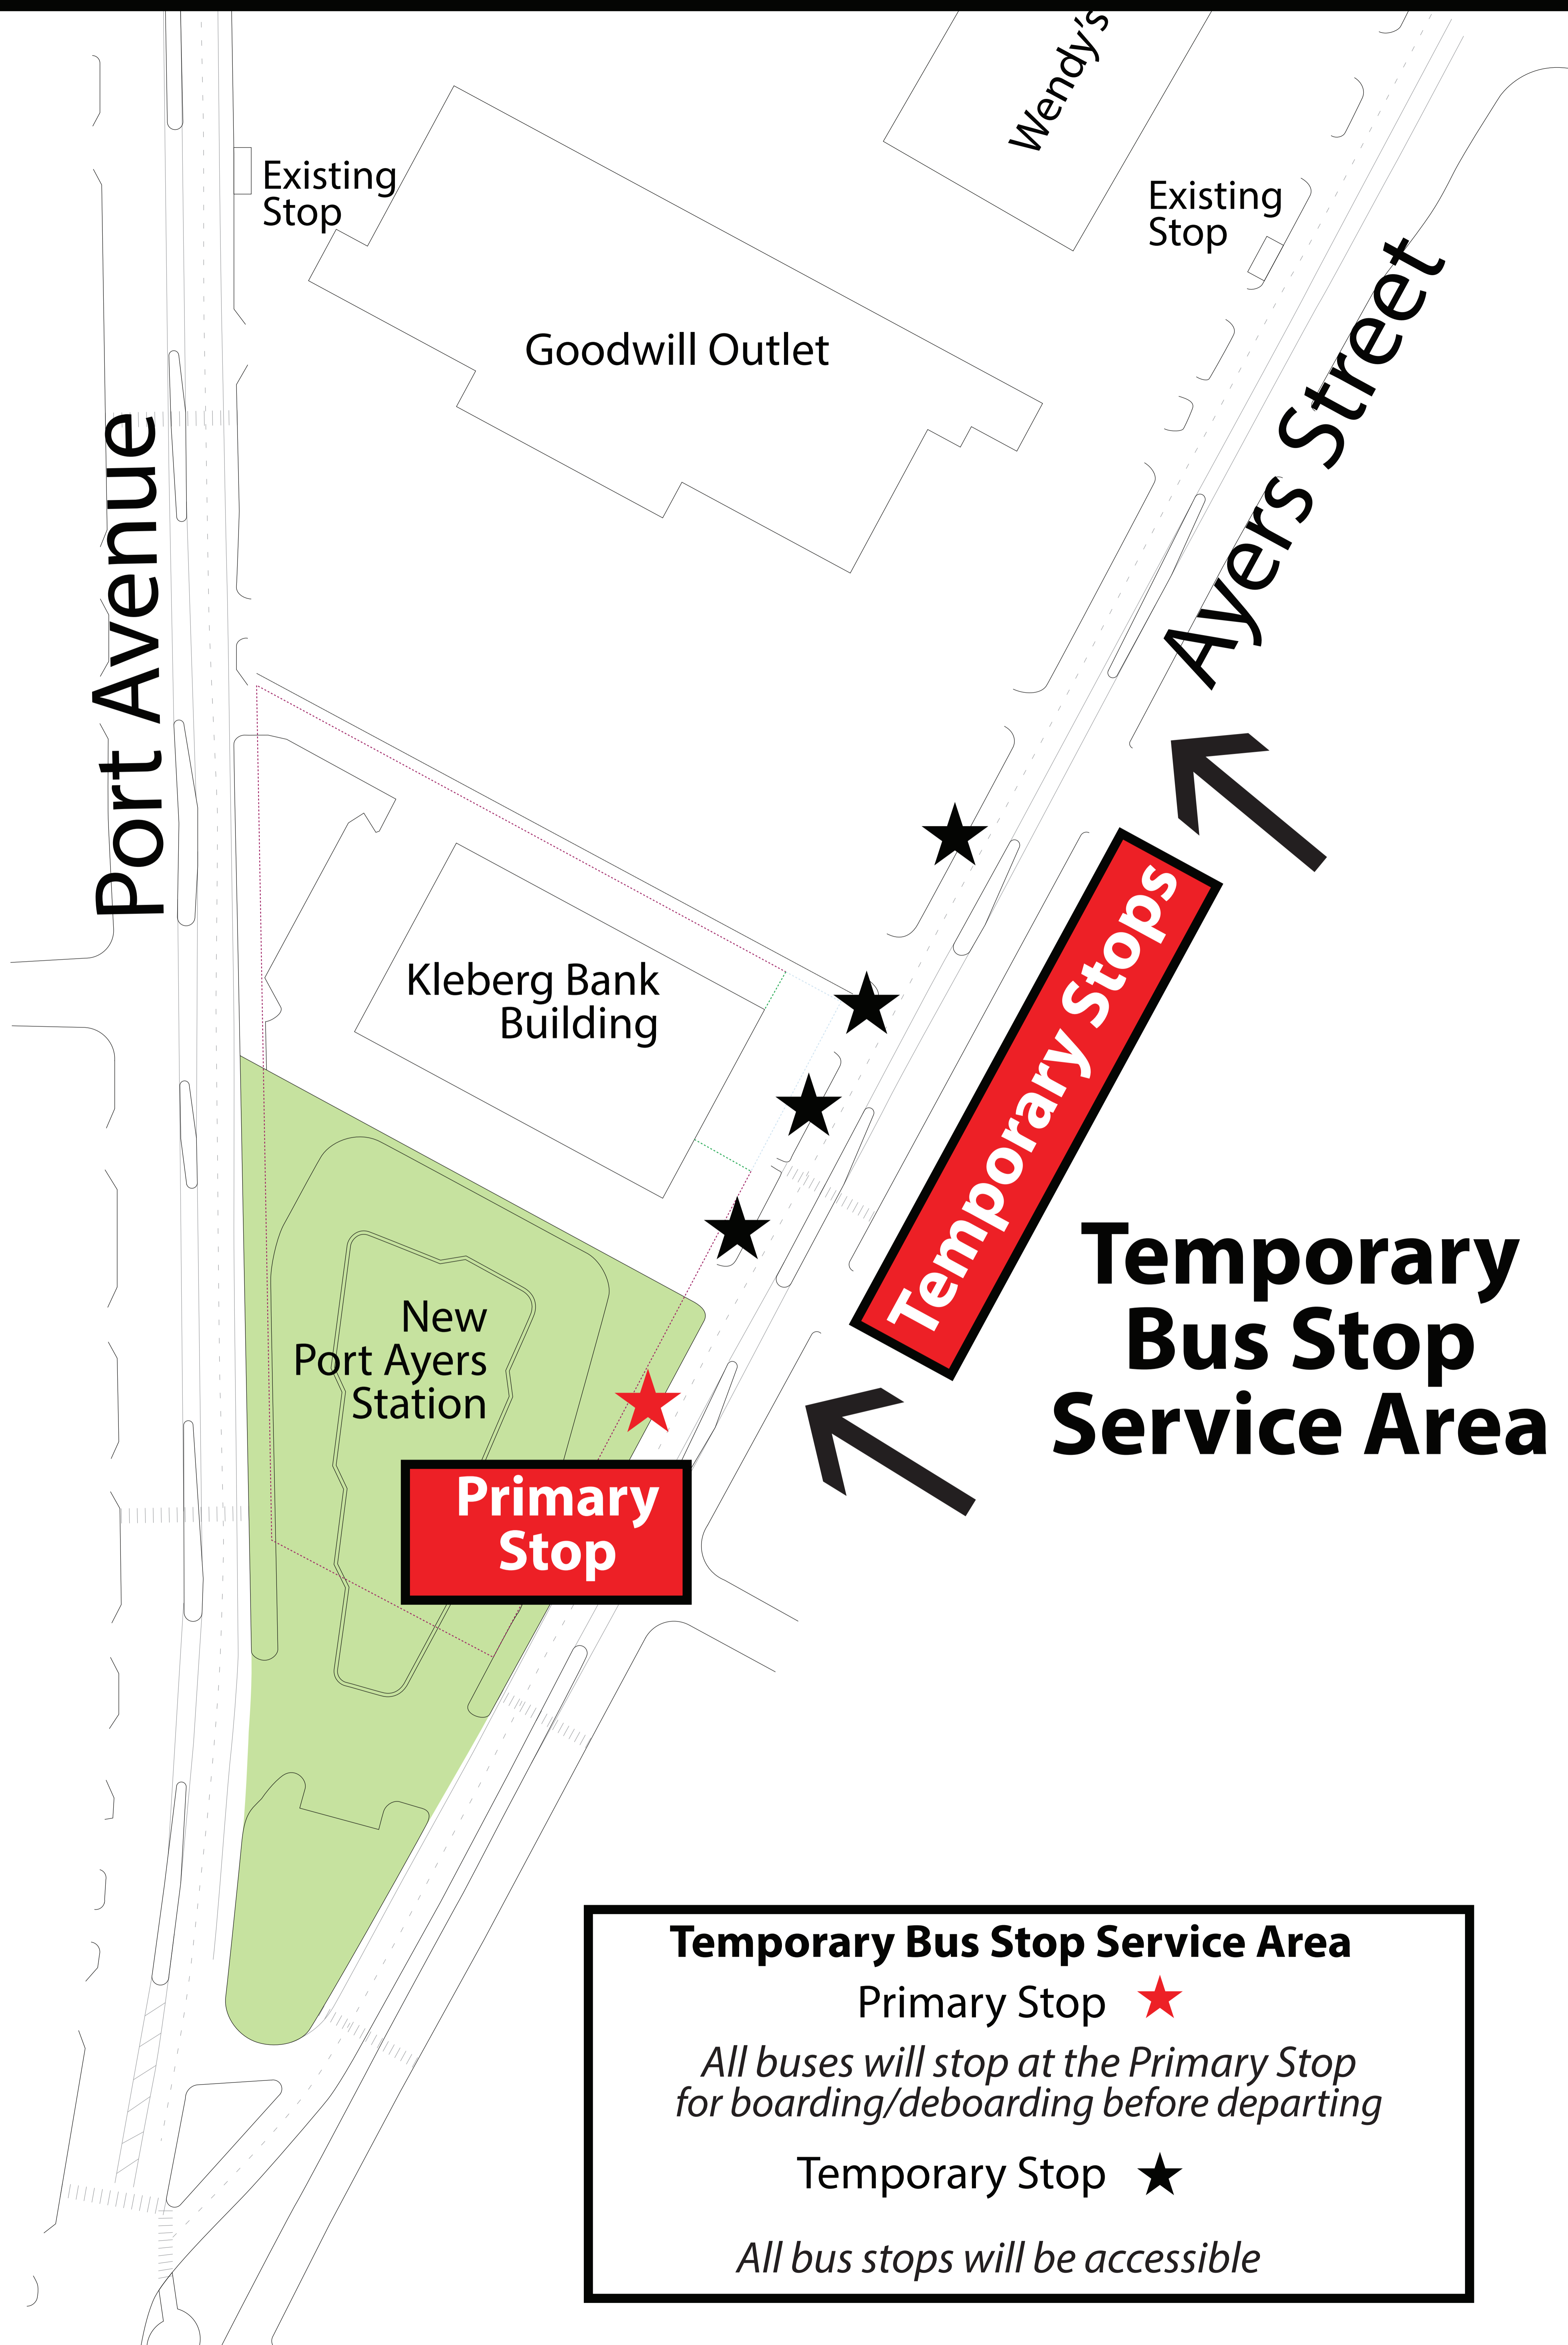 Wendy's
Existing
Stop
Existing
Stop
Goodwill Outlet
Ayers Street
Port Avenue
Temporary Stops
Kleberg Bank
Building
Temporary
Bus Stop
Service Area
New
Port Ayers
Station
Primary
Stop
Temporary Bus Stop Service Area
Primary Stop
All buses will stop at the Primary Stop
for boarding/deboarding before departing
Temporary Stop
All bus stops will be accessible